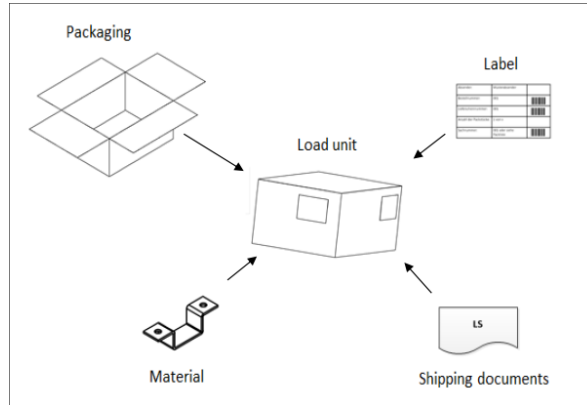 Packaging
Label
Load unit
LS
Material
Shipping documents